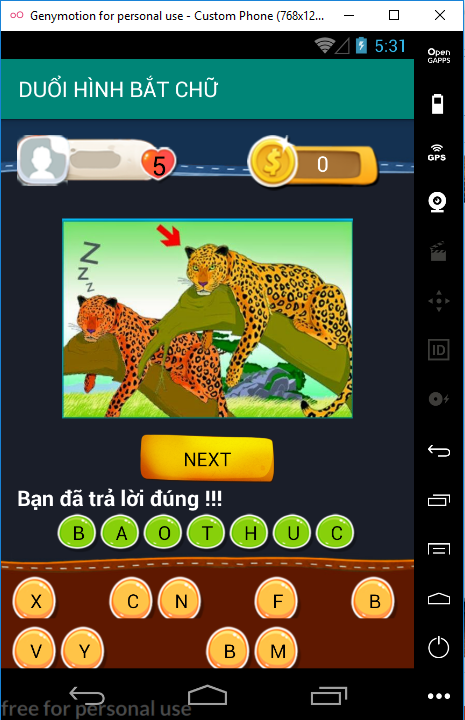 Genymotion for personal use - Custom Phone (768x12...
5:31
Open
GAPPS
DUỔI HÌNH BẮT CHỮ
GPS
5
$
0
Z
Z
Z
ID
NEXT
Bạn đã trả lời đúng !!!
B A O T H U C
X C N F B
V Y B M
free for personal use